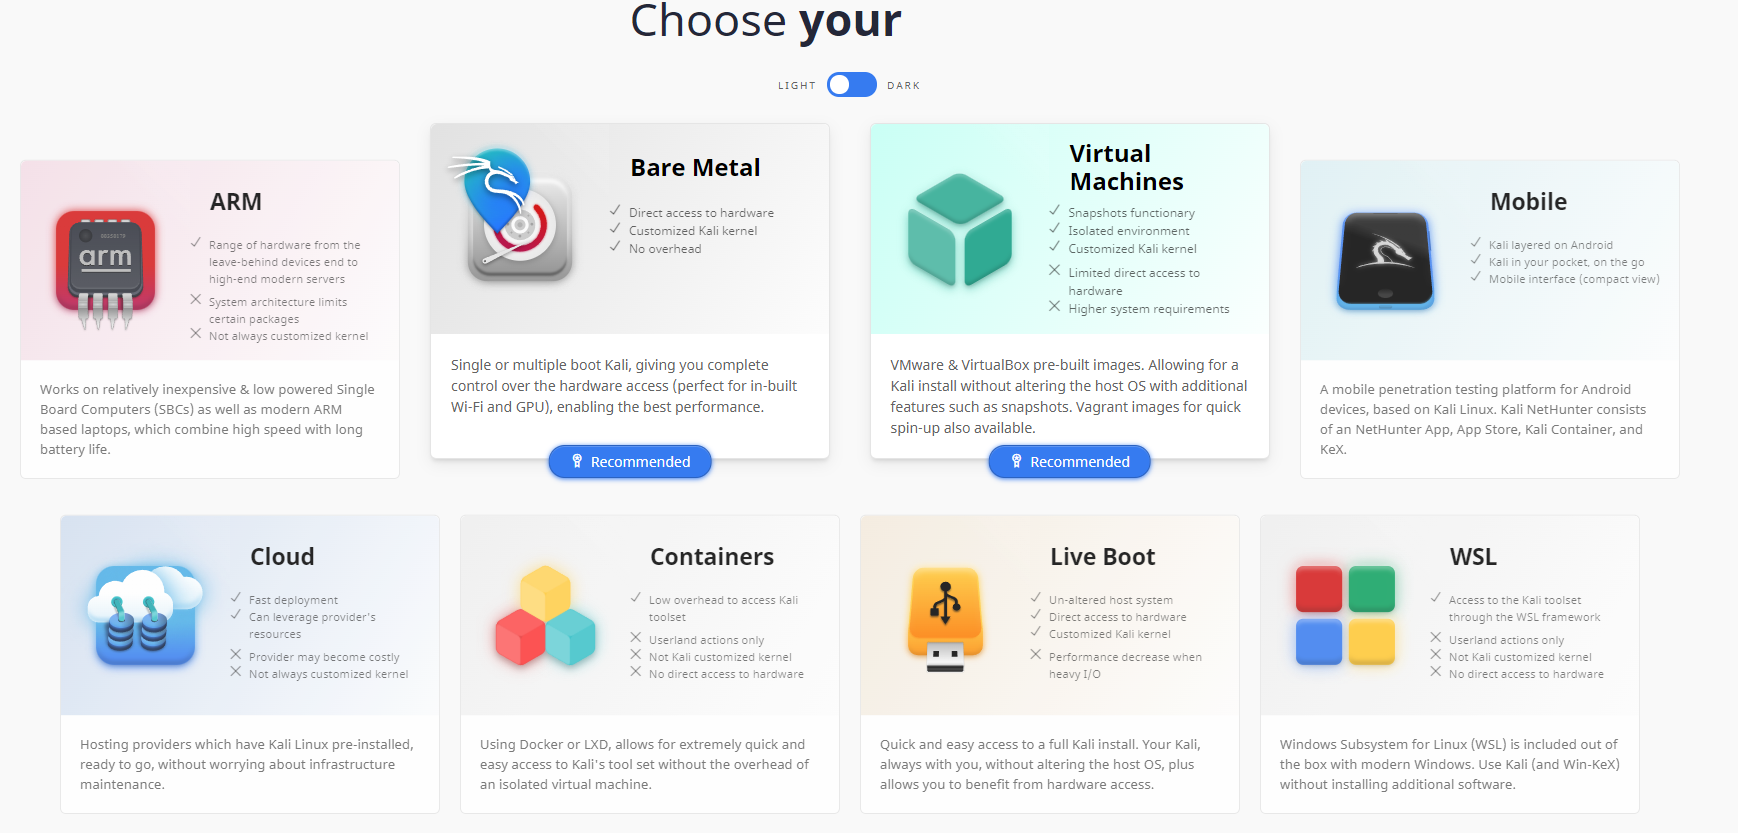 Choose your
LIGHT
DARK
ARM
Range of hardware from the
leave-behind devices end to
high-end modern servers
System architecture limits
certain packages
Not always customized kernel
arm
Works on relatively inexpensive & low powered Single
Board Computers (SBCs) as well as modern ARM
based laptops, which combine high speed with long
battery life.
Bare Metal
Direct access to hardware
Customized Kali kernel
No overhead
Single or multiple boot Kali, giving you complete
control over the hardware access (perfect for in-built
Wi-Fi and GPU), enabling the best performance.
Recommended
Virtual
Machines
Snapshots functionary
Isolated environment
Customized Kali kernel
Limited direct access to
hardware
Higher system requirements
VMware & VirtualBox pre-built images. Allowing for a
Kali install without altering the host OS with additional
features such as snapshots. Vagrant images for quick
spin-up also available.
Recommended
Mobile
Kali layered on Android
Kali in your pocket, on the go
Mobile interface (compact view)
A mobile penetration testing platform for Android
devices, based on Kali Linux. Kali NetHunter consists
of an NetHunter App, App Store, Kali Container, and
KeX.
Cloud
Fast deployment
Can leverage provider's
resources
Provider may become costly
Not always customized kernel
Hosting providers which have Kali Linux pre-installed,
ready to go, without worrying about infrastructure
maintenance.
Containers
Low overhead to access Kali
toolset
Userland actions only
Not Kali customized kernel
No direct access to hardware
Using Docker or LXD, allows for extremely quick and
easy access to Kali's tool set without the overhead of
an isolated virtual machine.
Live Boot
Un-altered host system
Direct access to hardware
Customized Kali kernel
Performance decrease when
heavy I/O
Quick and easy access to a full Kali install. Your Kali,
always with you, without altering the host OS, plus
allows you to benefit from hardware access.
WSL
Access to the Kali toolset
through the WSL framework
Userland actions only
Not Kali customized kernel
No direct access to hardware
Windows Subsystem for Linux (WSL) is included out of
the box with modern Windows. Use Kali (and Win-KeX)
without installing additional software.